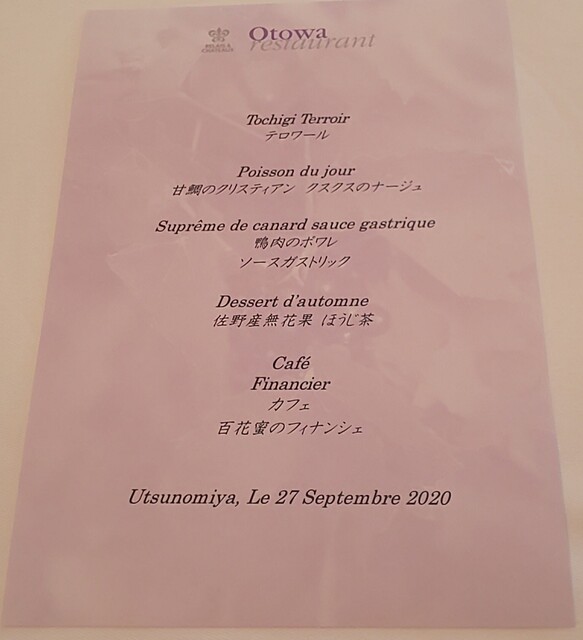 RELAIS &
CHATEAUX
Otowa
restaurant
Tochigi Terroir
テロワール
Poisson du jour
甘鯛のクリスティアン クスクスのナージュ
Suprême de canard sauce gastrique
鴨肉のポワレ
ソースガストリック
Dessert d'automne
佐野産無花果 ほうじ茶
Café
Financier
カフェ
百花蜜のフィナンシェ
Utsunomiya, Le 27 Septembre 2020